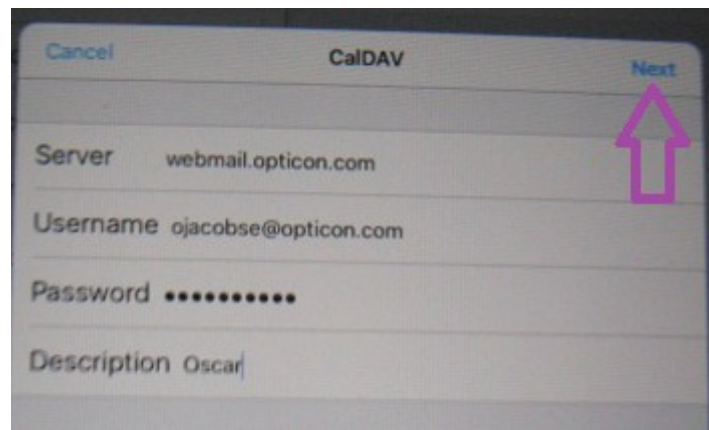 Cancel CalDAV Next
Server webmail.opticon.com
Username ojacobse@opticon.com
Password ••••••••••
Description Oscar